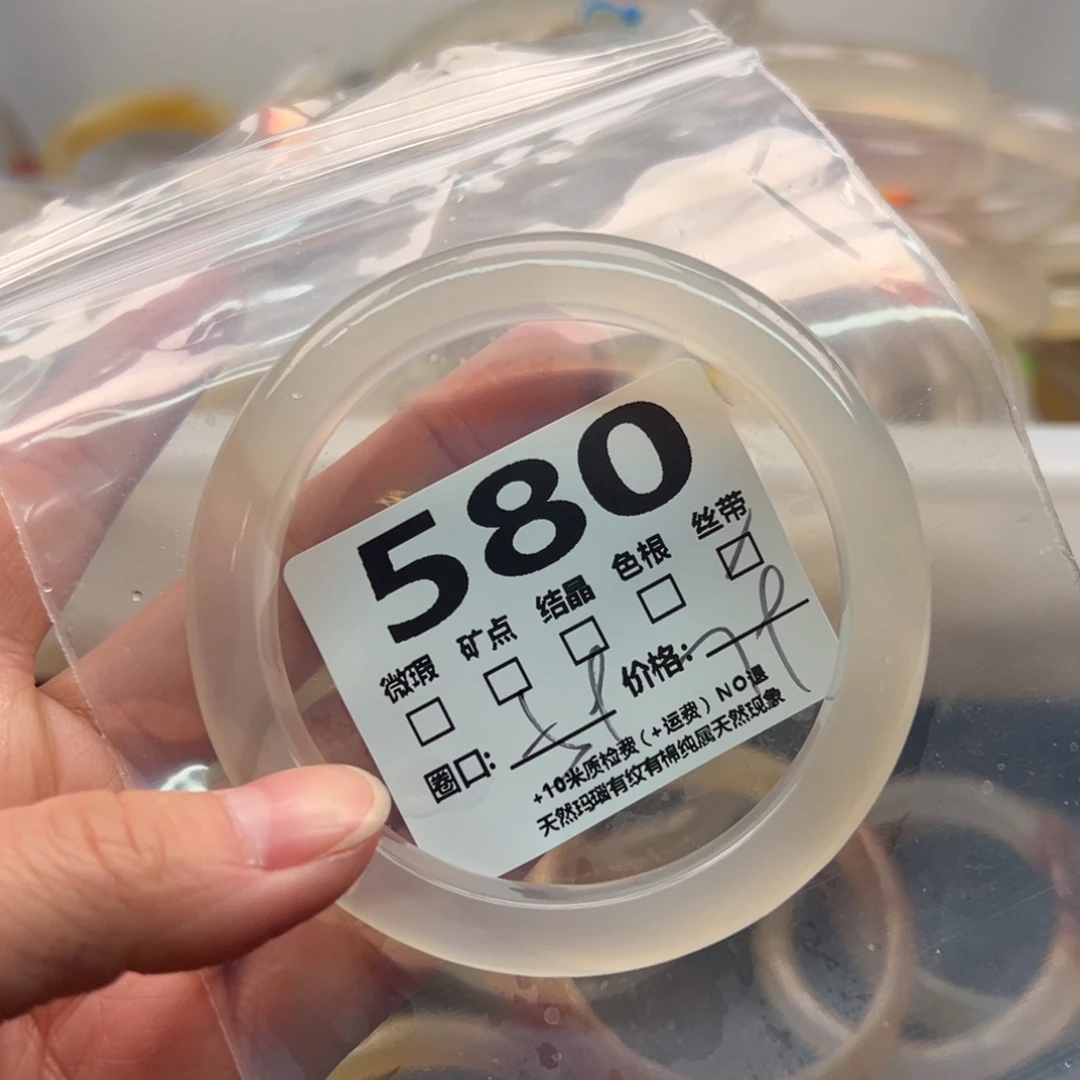 580
微瑕 矿点 结晶 色根 丝带
圈口: 价格:
+10米质检费(+运费)NO退
天然玛瑙有纹有棉纯属天然现象